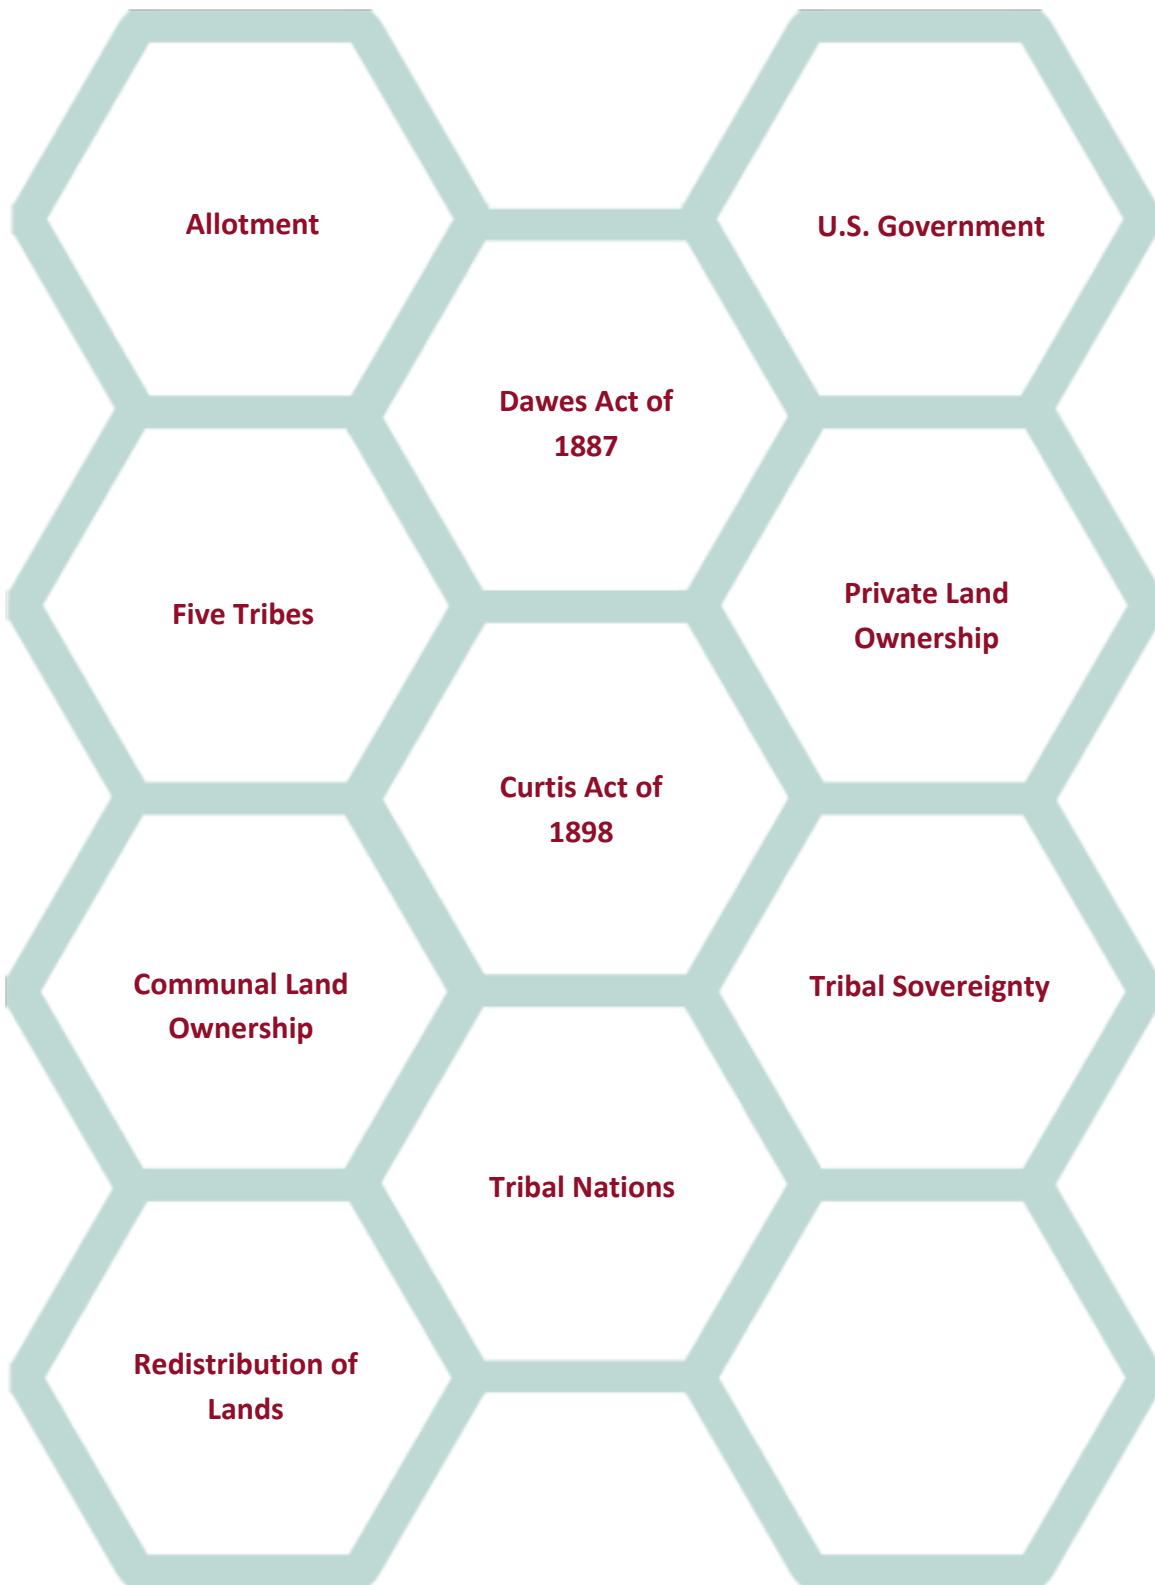 Allotment
U.S. Government
Dawes Act of
1887
Five Tribes
Private Land
Ownership
Curtis Act of
1898
Communal Land
Ownership
Tribal Sovereignty
Tribal Nations
Redistribution of
Lands